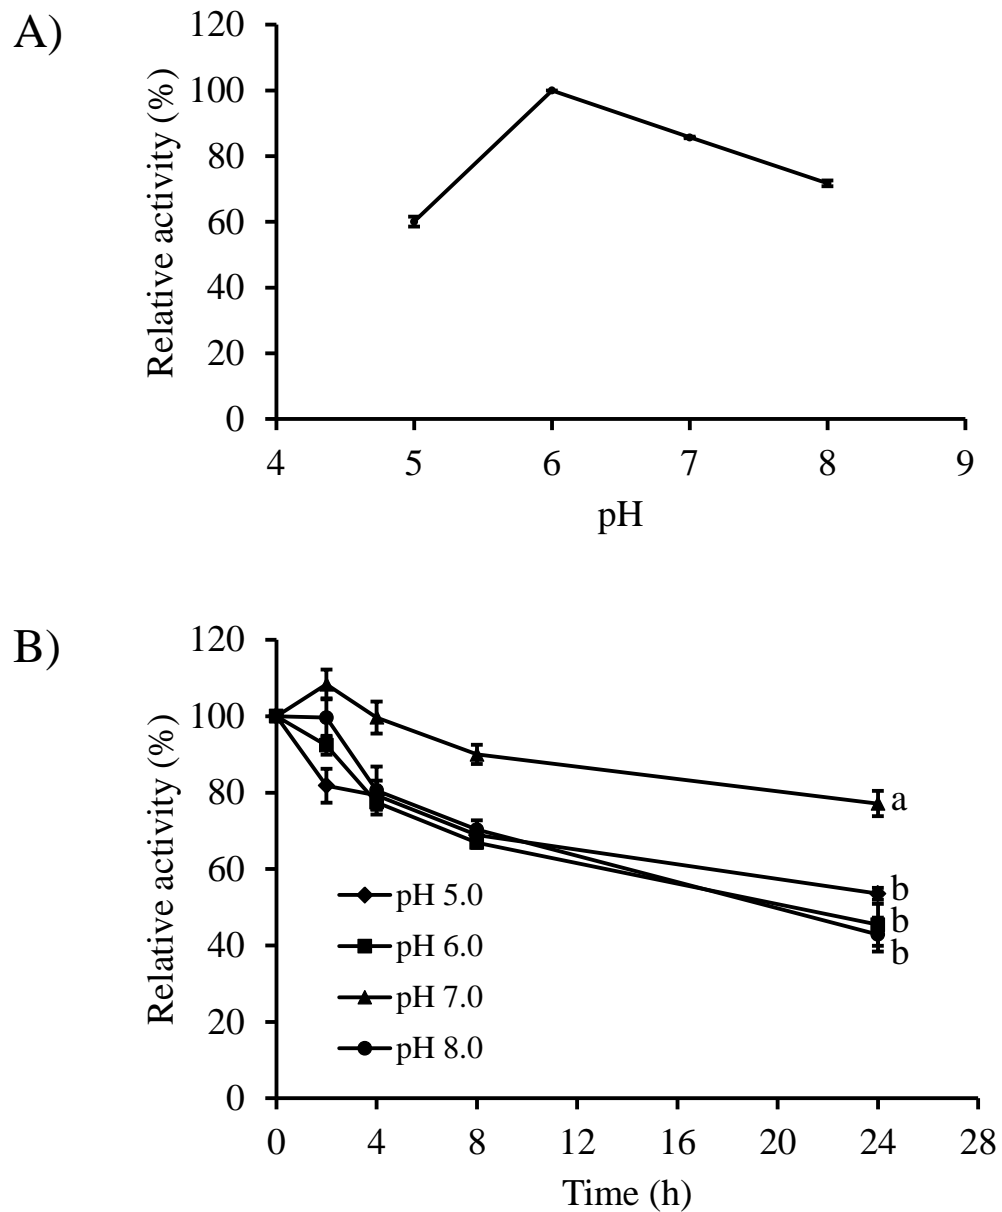 A)
120
100
80
60
40
20
0
Relative activity (%)
4 5 6 7 8 9
pH
B)
120
100
80
60
40
20
0
Relative activity (%)
a
b
b
b
pH 5.0
pH 6.0
pH 7.0
pH 8.0
0 4 8 12 16 20 24 28
Time (h)